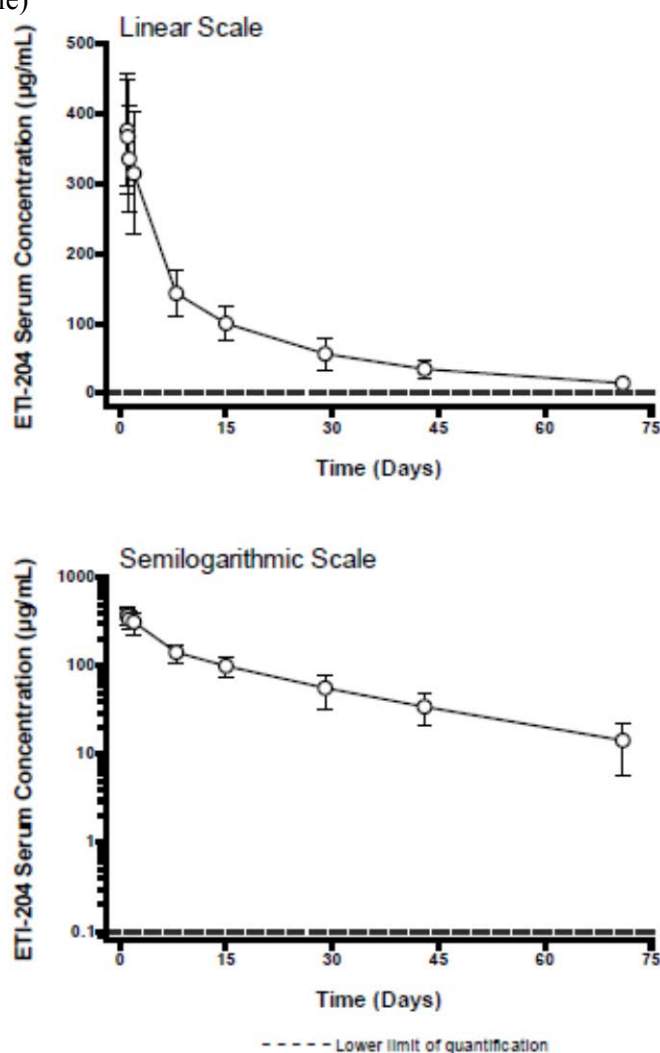 ne)
Linear Scale
ETI-204 Serum Concentration (µg/mL)
500
400
300
200
100
0
0 15 30 45 60 75
Time (Days)
Semilogarithmic Scale
ETI-204 Serum Concentration (µg/mL)
1000
100
10
1
0.1
0 15 30 45 60 75
Time (Days)
----- Lower limit of quantification